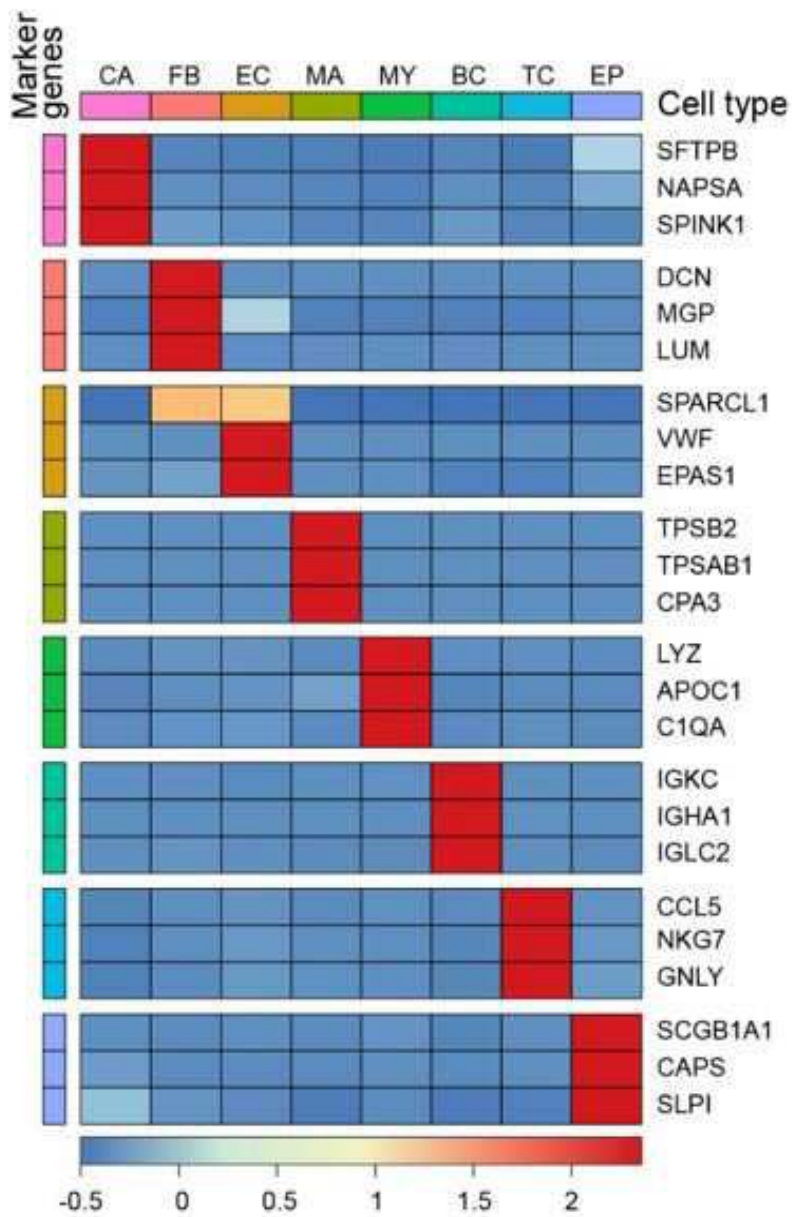 Marker genes
CA FB EC MA MY BC TC EP
Cell type
SFTPB
NAPSA
SPINK1
DCN
MGP
LUM
SPARCL1
VWF
EPAS1
TPSB2
TPSAB1
CPA3
LYZ
APOC1
C1QA
IGKC
IGHA1
IGLC2
CCL5
NKG7
GNLY
SCGB1A1
CAPS
SLPI
-0.5 0 0.5 1 1.5 2